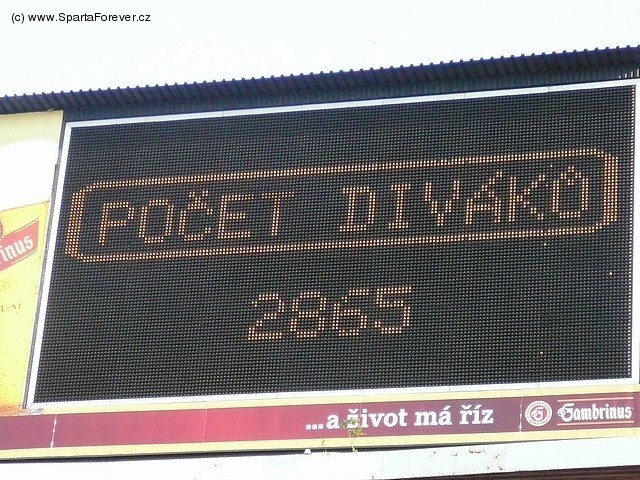 (c) www.SpartaForever.cz
POČET DIVÁKŮ
2865
...a život má říz
Gambrinus